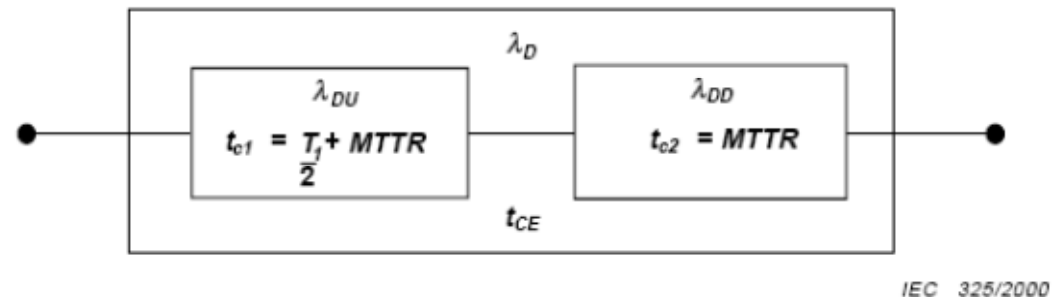 λD
λDU
λDD
tc1 = T1/2 + MTTR
tc2 = MTTR
tCE
IEC 325/2000